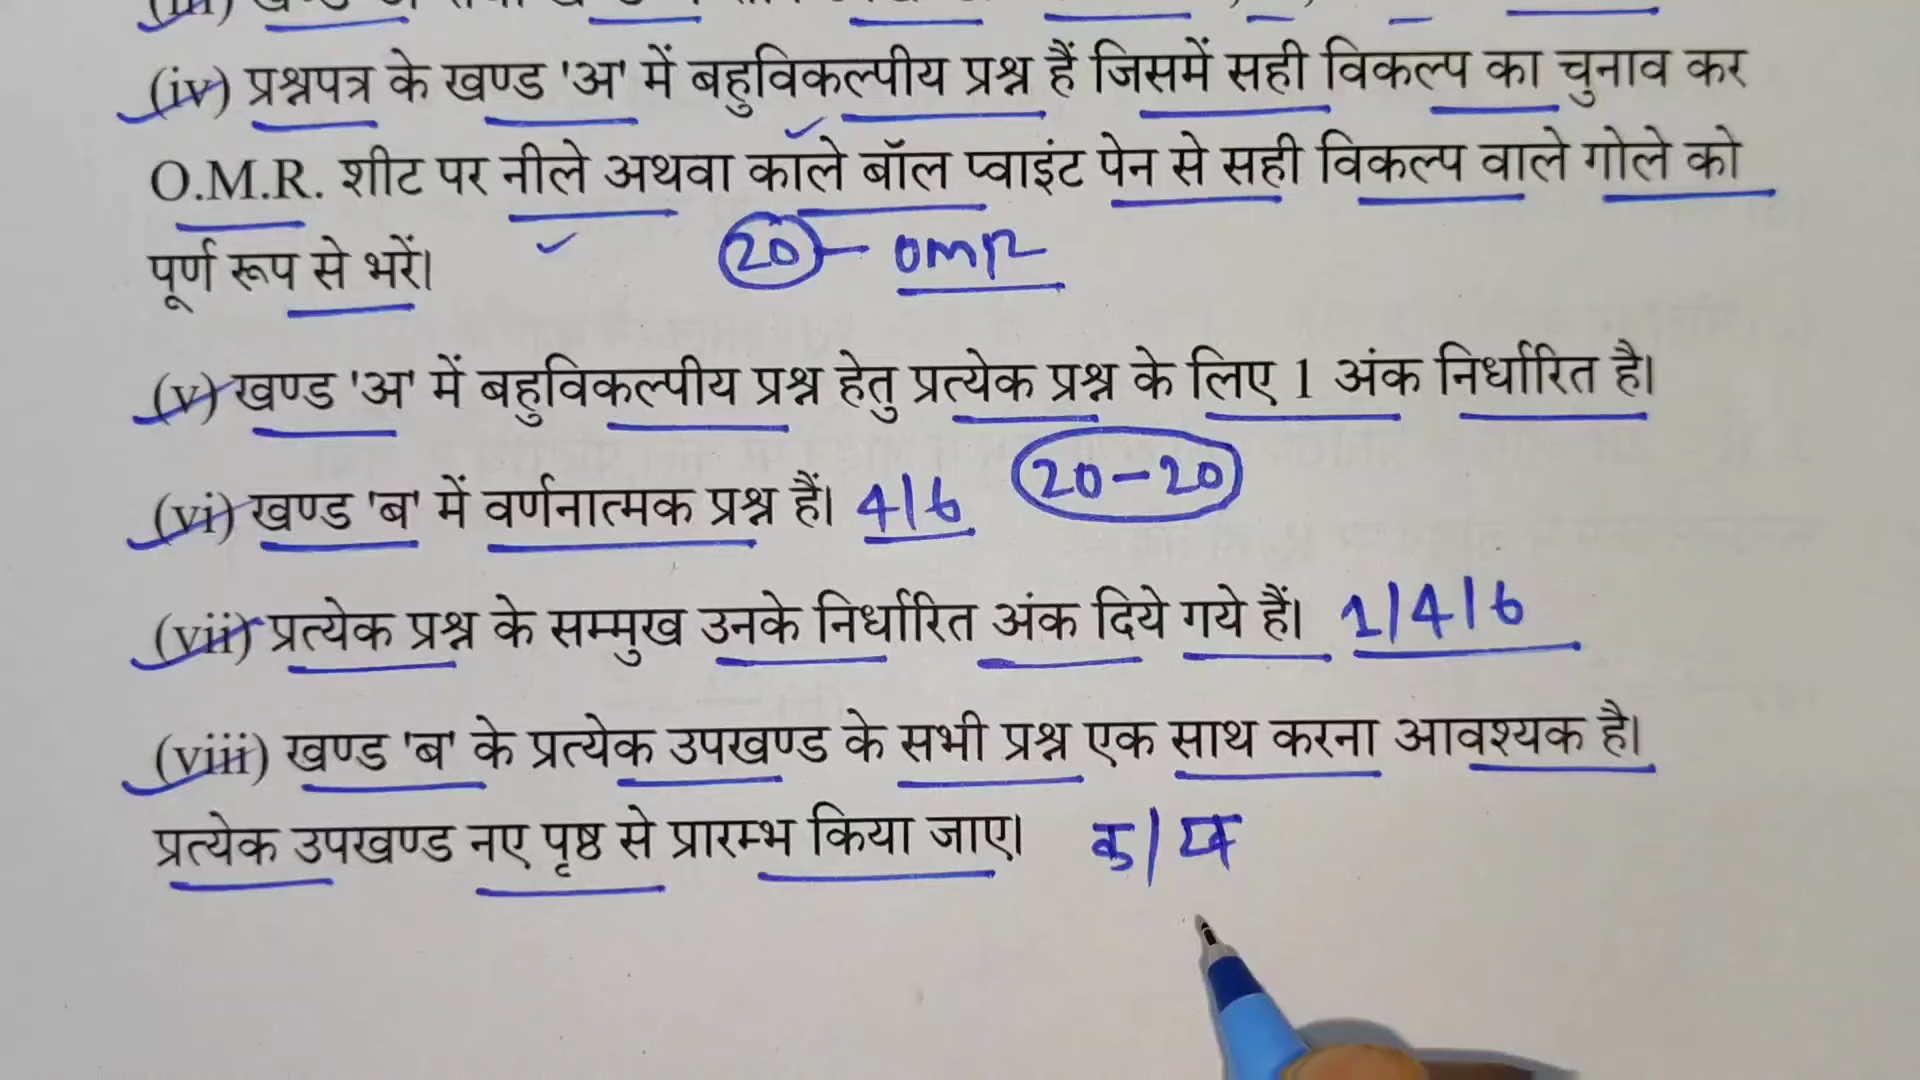 (iv) प्रश्नपत्र के खण्ड 'अ' में बहुविकल्पीय प्रश्न हैं जिसमें सही विकल्प का चुनाव कर
O.M.R. शीट पर नीले अथवा काले बॉल प्वाइंट पेन से सही विकल्प वाले गोले को
पूर्ण रूप से भरें। 20 - OMR
(v) खण्ड 'अ' में बहुविकल्पीय प्रश्न हेतु प्रत्येक प्रश्न के लिए 1 अंक निर्धारित है।
20-20
(vi) खण्ड 'ब' में वर्णनात्मक प्रश्न हैं। 4|6
(vii) प्रत्येक प्रश्न के सम्मुख उनके निर्धारित अंक दिये गये हैं। 1|4|6
(viii) खण्ड 'ब' के प्रत्येक उपखण्ड के सभी प्रश्न एक साथ करना आवश्यक है।
प्रत्येक उपखण्ड नए पृष्ठ से प्रारम्भ किया जाए। क|